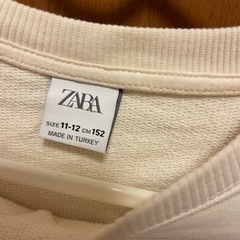 ZARA
SIZE 11-12 CM 152
MADE IN TURKEY